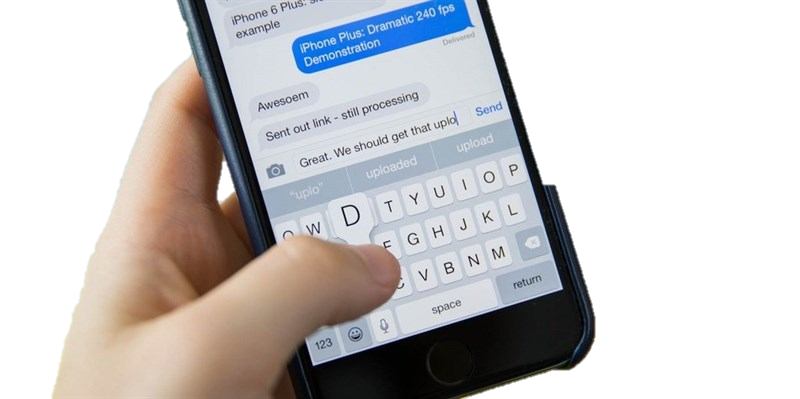 iPhone 6 Plus:
example
iPhone Plus: Dramatic 240 fps
Demonstration
Delivered
Awesoem
Sent out link - still processing
Great. We should get that uplo
Send
"uplo"
uploaded
upload
W
D
T Y U I O P
F G H J K L
C V B N M
123
space
return